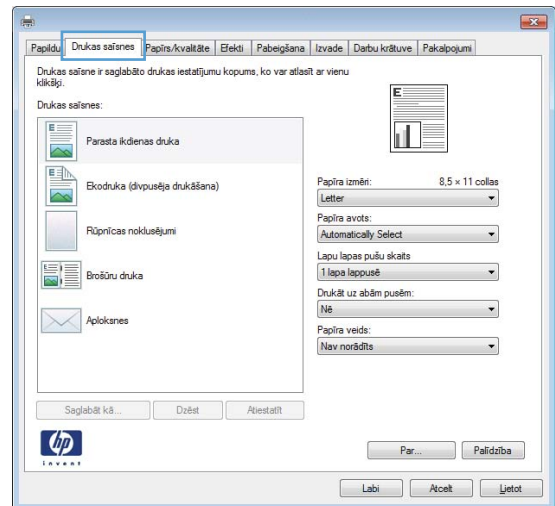 Papildu Drukas saīsnes Papīrs/kvalitāte Efekti Pabeigšana Izvade Darbu krātuve Pakalpojumi
Drukas saīsne ir saglabāto drukas iestatījumu kopums, ko var atlasīt ar vienu
klikšķi.
Drukas saīsnes:
Parasta ikdienas druka
Ekodruka (divpusēja drukāšana)
Rūpnīcas noklusējumi
Brošūru druka
Aploksnes
Saglabāt kā... Dzēst Atiestatīt
E
Papīra izmēri: 8,5 × 11 collas
Letter
Papīra avots:
Automatically Select
Lapu lapas pušu skaits
1 lapa lappusē
Drukāt uz abām pusēm:
Nē
Papīra veids:
Nav norādīts
hp
invent
Par... Palīdzība
Labi Atcelt Lietot